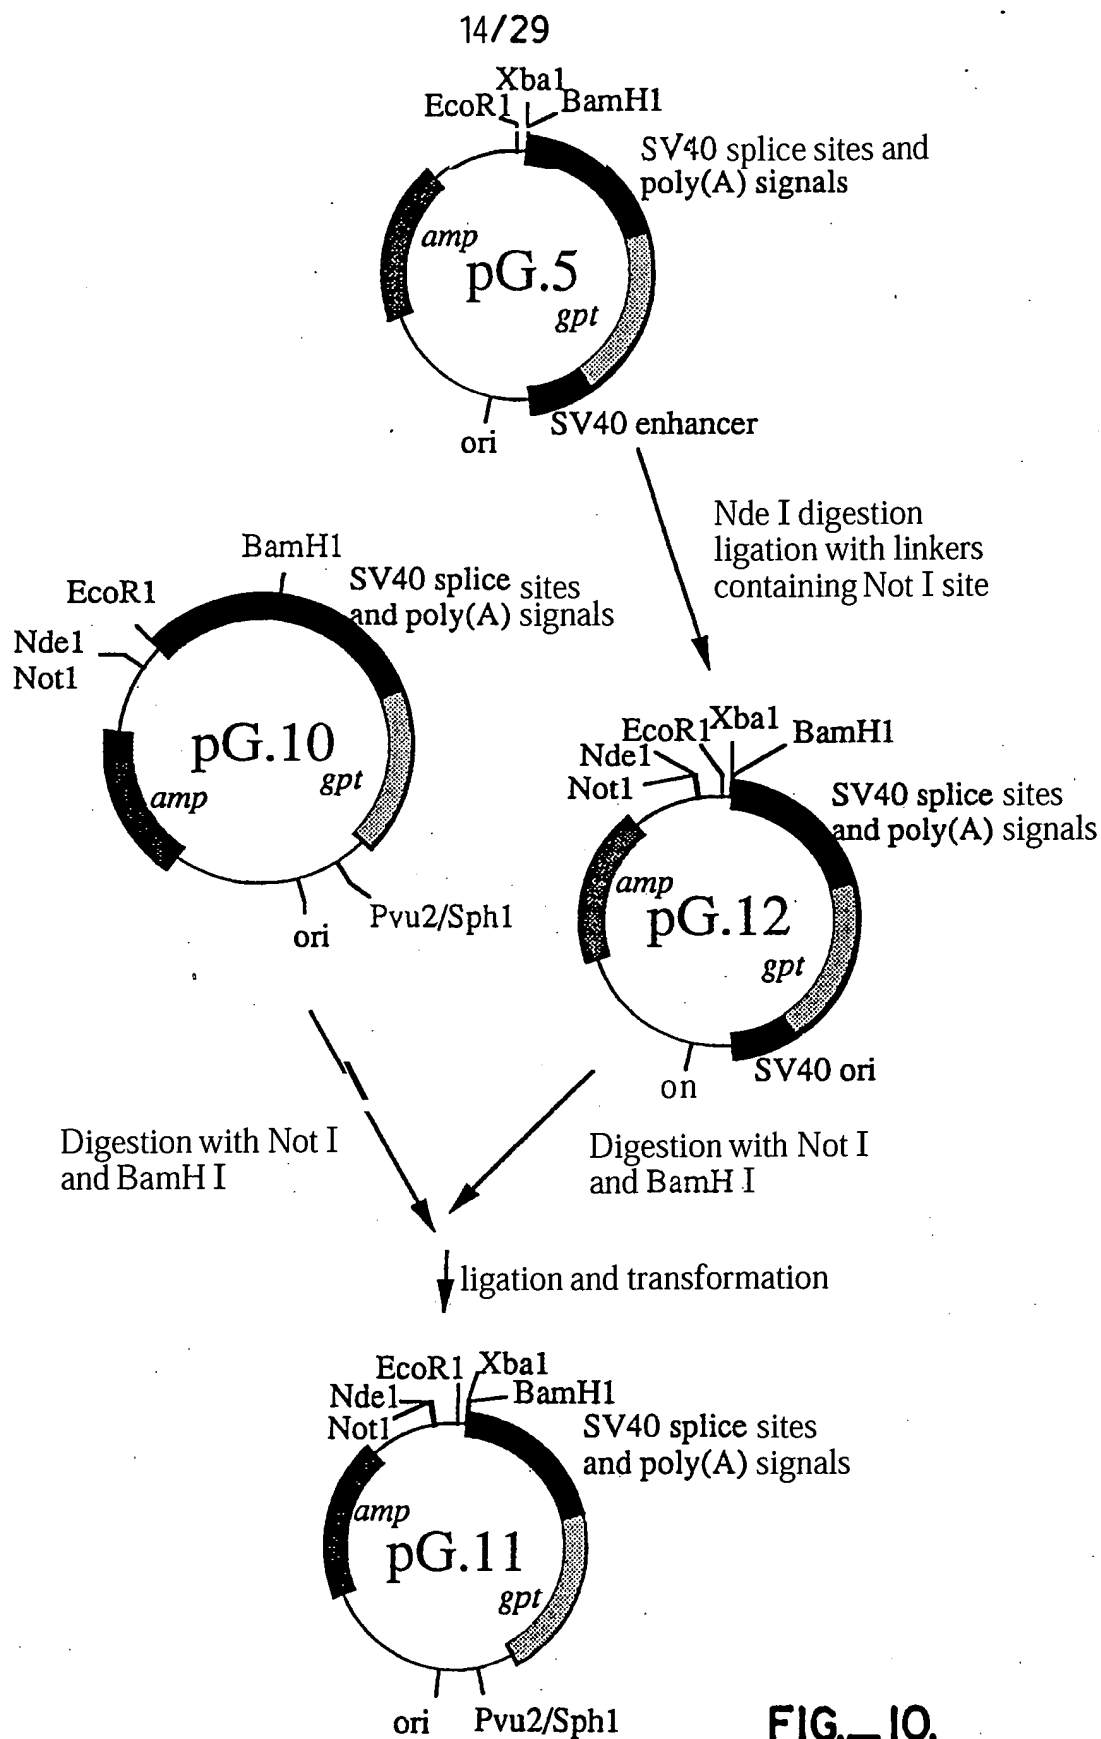 14/29
Xba1
EcoR1
BamH1
SV40 splice sites and
poly(A) signals
amp
pG.5
gpt
ori
SV40 enhancer
Nde I digestion
ligation with linkers
containing Not I site
BamH1
EcoR1
SV40 splice sites
and poly(A) signals
Nde1
Not1
pG.10
gpt
amp
ori
Pvu2/Sph1
EcoR1
Xba1
BamH1
Nde1
Not1
SV40 splice sites
and poly(A) signals
amp
pG.12
gpt
on
SV40 ori
Digestion with Not I
and BamH I
Digestion with Not I
and BamH I
ligation and transformation
EcoR1
Xba1
Nde1
BamH1
Not1
SV40 splice sites
and poly(A) signals
amp
pG.11
gpt
ori
Pvu2/Sph1
FIG._10.